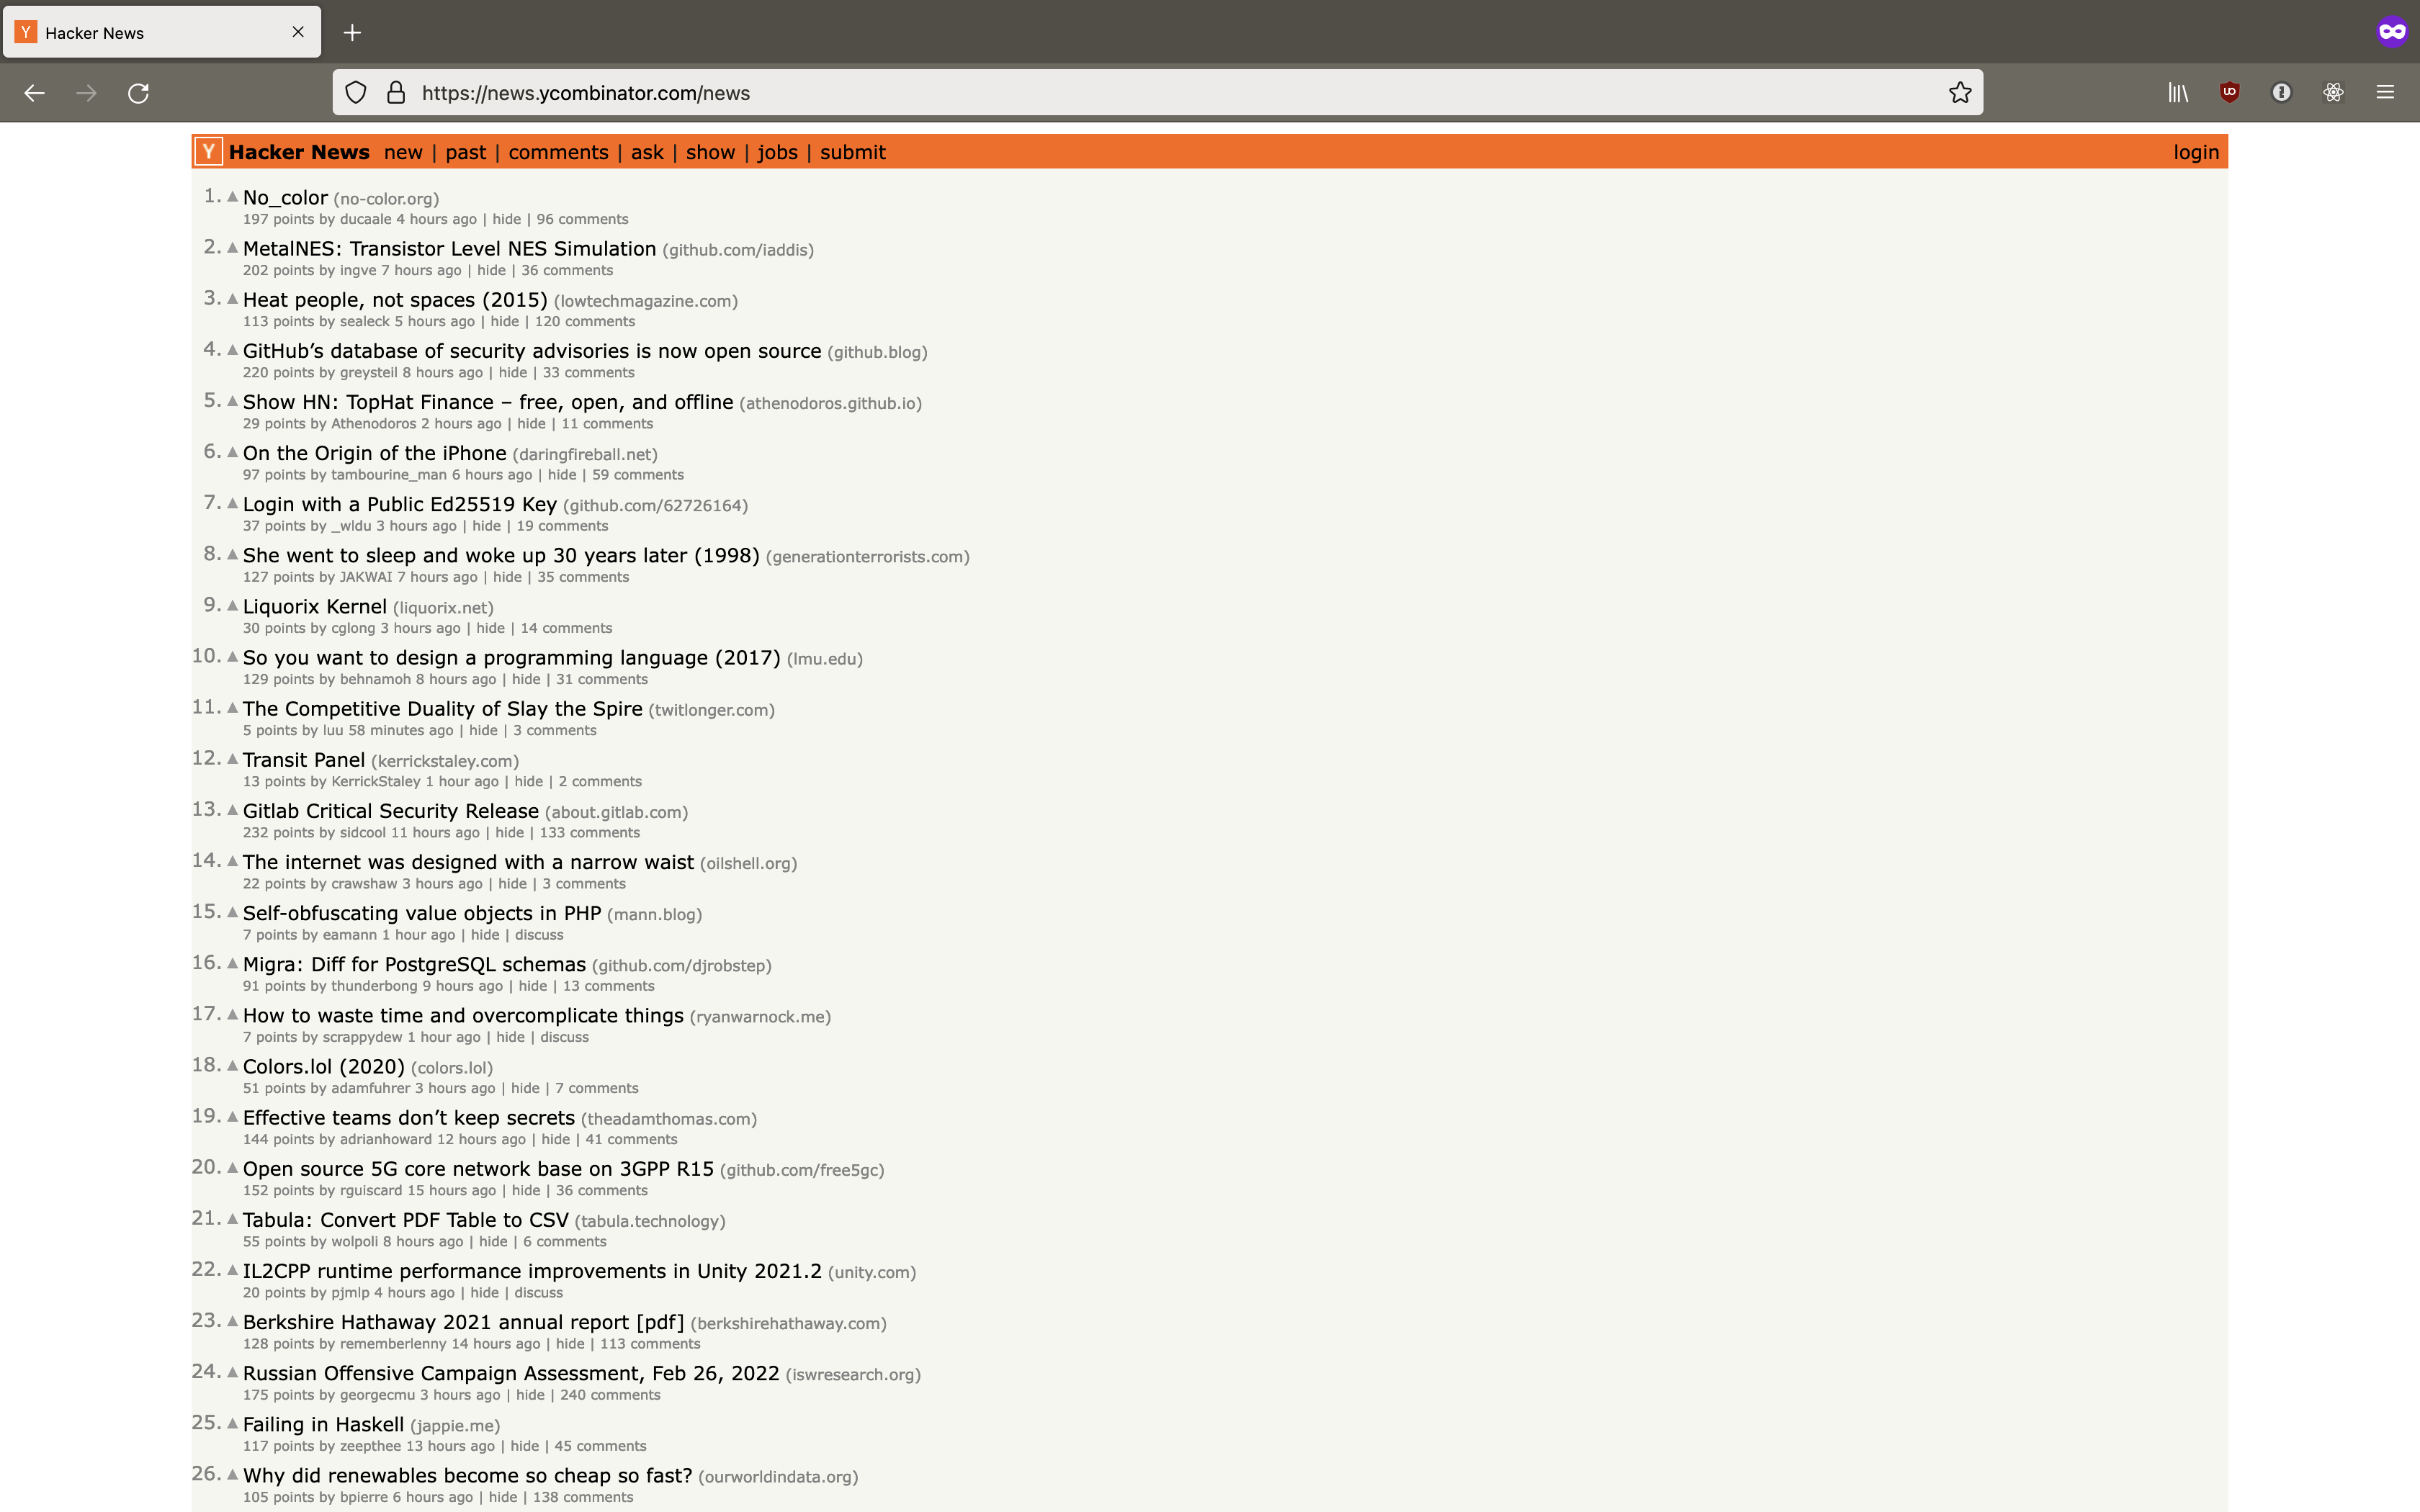 Y Hacker News
https://news.ycombinator.com/news
Y Hacker News new | past | comments | ask | show | jobs | submit login
1. ▲ No_color (no-color.org)
197 points by ducaale 4 hours ago | hide | 96 comments
2. ▲ MetalNES: Transistor Level NES Simulation (github.com/iaddis)
202 points by ingve 7 hours ago | hide | 36 comments
3. ▲ Heat people, not spaces (2015) (lowtechmagazine.com)
113 points by sealeck 5 hours ago | hide | 120 comments
4. ▲ GitHub’s database of security advisories is now open source (github.blog)
220 points by greysteil 8 hours ago | hide | 33 comments
5. ▲ Show HN: TopHat Finance – free, open, and offline (athenodoros.github.io)
29 points by Athenodoros 2 hours ago | hide | 11 comments
6. ▲ On the Origin of the iPhone (daringfireball.net)
97 points by tambourine_man 6 hours ago | hide | 59 comments
7. ▲ Login with a Public Ed25519 Key (github.com/62726164)
37 points by _wldu 3 hours ago | hide | 19 comments
8. ▲ She went to sleep and woke up 30 years later (1998) (generationterrorists.com)
127 points by JAKWAI 7 hours ago | hide | 35 comments
9. ▲ Liquorix Kernel (liquorix.net)
30 points by cglong 3 hours ago | hide | 14 comments
10. ▲ So you want to design a programming language (2017) (lmu.edu)
129 points by behnamoh 8 hours ago | hide | 31 comments
11. ▲ The Competitive Duality of Slay the Spire (twitlonger.com)
5 points by luu 58 minutes ago | hide | 3 comments
12. ▲ Transit Panel (kerrickstaley.com)
13 points by KerrickStaley 1 hour ago | hide | 2 comments
13. ▲ Gitlab Critical Security Release (about.gitlab.com)
232 points by sidcool 11 hours ago | hide | 133 comments
14. ▲ The internet was designed with a narrow waist (oilshell.org)
22 points by crawshaw 3 hours ago | hide | 3 comments
15. ▲ Self-obfuscating value objects in PHP (mann.blog)
7 points by eamann 1 hour ago | hide | discuss
16. ▲ Migra: Diff for PostgreSQL schemas (github.com/djrobstep)
91 points by thunderbong 9 hours ago | hide | 13 comments
17. ▲ How to waste time and overcomplicate things (ryanwarnock.me)
7 points by scrappydew 1 hour ago | hide | discuss
18. ▲ Colors.lol (2020) (colors.lol)
51 points by adamfuhrer 3 hours ago | hide | 7 comments
19. ▲ Effective teams don’t keep secrets (theadamthomas.com)
144 points by adrianhoward 12 hours ago | hide | 41 comments
20. ▲ Open source 5G core network base on 3GPP R15 (github.com/free5gc)
152 points by rguiscard 15 hours ago | hide | 36 comments
21. ▲ Tabula: Convert PDF Table to CSV (tabula.technology)
55 points by wolpoli 8 hours ago | hide | 6 comments
22. ▲ IL2CPP runtime performance improvements in Unity 2021.2 (unity.com)
20 points by pjmlp 4 hours ago | hide | discuss
23. ▲ Berkshire Hathaway 2021 annual report [pdf] (berkshirehathaway.com)
128 points by rememberlenny 14 hours ago | hide | 113 comments
24. ▲ Russian Offensive Campaign Assessment, Feb 26, 2022 (iswresearch.org)
175 points by georgecmu 3 hours ago | hide | 240 comments
25. ▲ Failing in Haskell (jappie.me)
117 points by zeepthee 13 hours ago | hide | 45 comments
26. ▲ Why did renewables become so cheap so fast? (ourworldindata.org)
105 points by bpierre 6 hours ago | hide | 138 comments